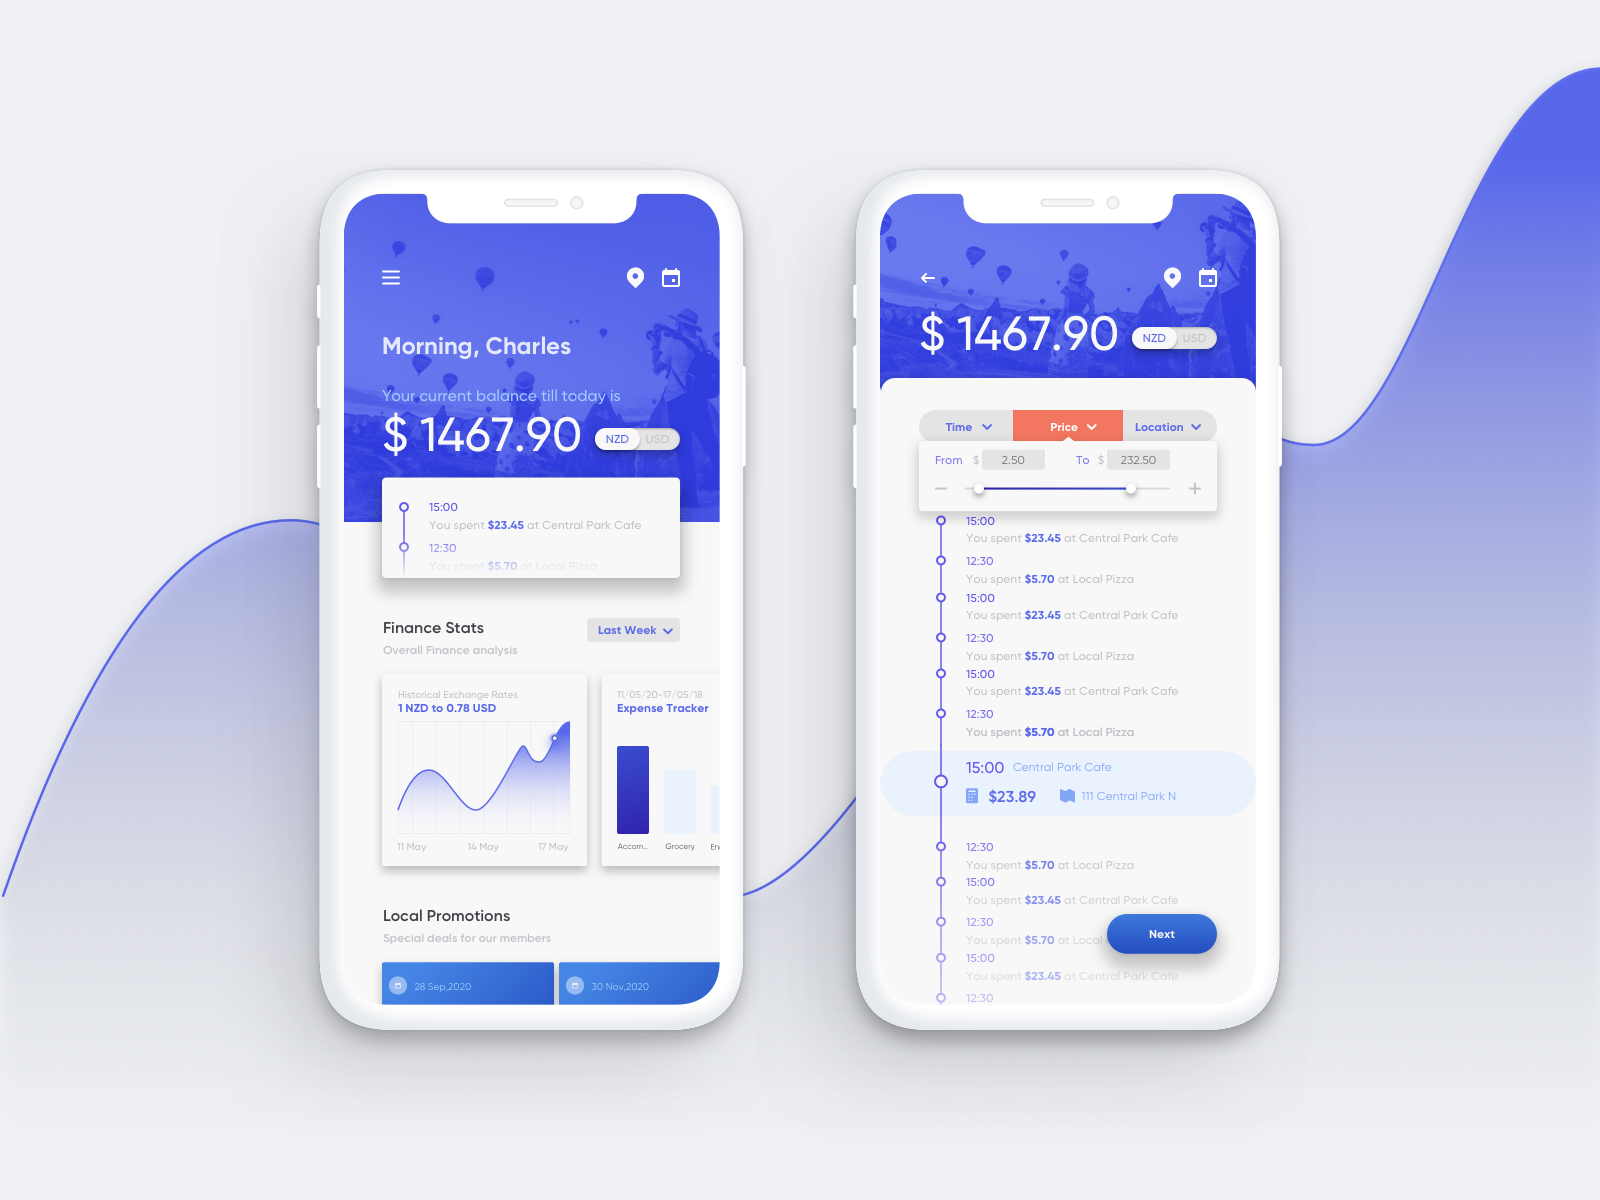 Morning, Charles
Your current balance till today is
$ 1467.90
NZD USD
15:00
You spent $23.45 at Central Park Cafe
12:30
You spent $5.70 at Local Pizza
Finance Stats
Last Week
Overall Finance analysis
Historical Exchange Rates
1 NZD to 0.78 USD
11 May 14 May 17 May
11/05/20-17/05/18
Expense Tracker
Accom... Grocery En
Local Promotions
Special deals for our members
28 Sep,2020
30 Nov,2020
$ 1467.90
NZD USD
Time Price Location
From $ 2.50 To $ 232.50
15:00
You spent $23.45 at Central Park Cafe
12:30
You spent $5.70 at Local Pizza
15:00
You spent $23.45 at Central Park Cafe
12:30
You spent $5.70 at Local Pizza
15:00
You spent $23.45 at Central Park Cafe
12:30
You spent $5.70 at Local Pizza
15:00 Central Park Cafe
$23.89 111 Central Park N
12:30
You spent $5.70 at Local Pizza
15:00
You spent $23.45 at Central Park Cafe
12:30
You spent $5.70 at Local
15:00
You spent $23.45 at Central Park Cafe
12:30
Next